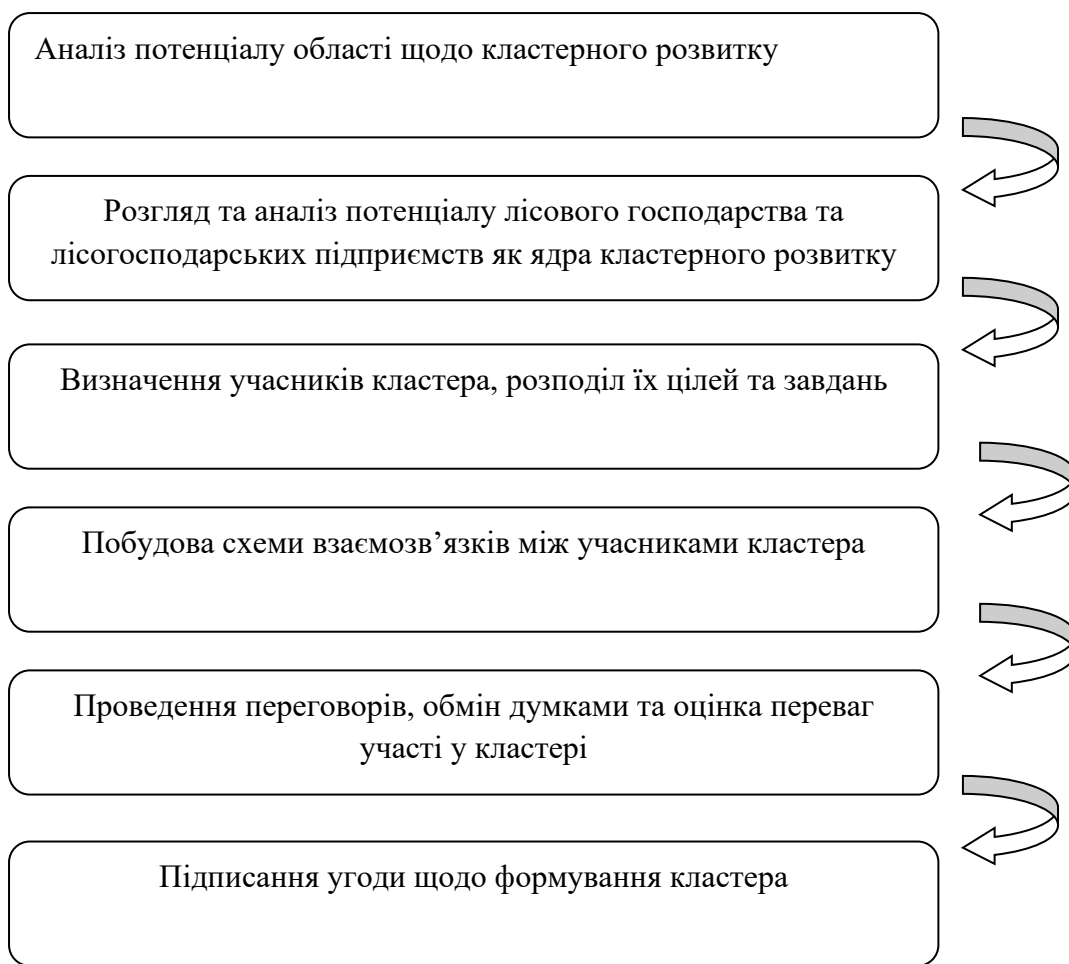 Аналіз потенціалу області щодо кластерного розвитку
Розгляд та аналіз потенціалу лісового господарства та
лісогосподарських підприємств як ядра кластерного розвитку
Визначення учасників кластера, розподіл їх цілей та завдань
Побудова схеми взаємозв’язків між учасниками кластера
Проведення переговорів, обмін думками та оцінка переваг
участі у кластері
Підписання угоди щодо формування кластера